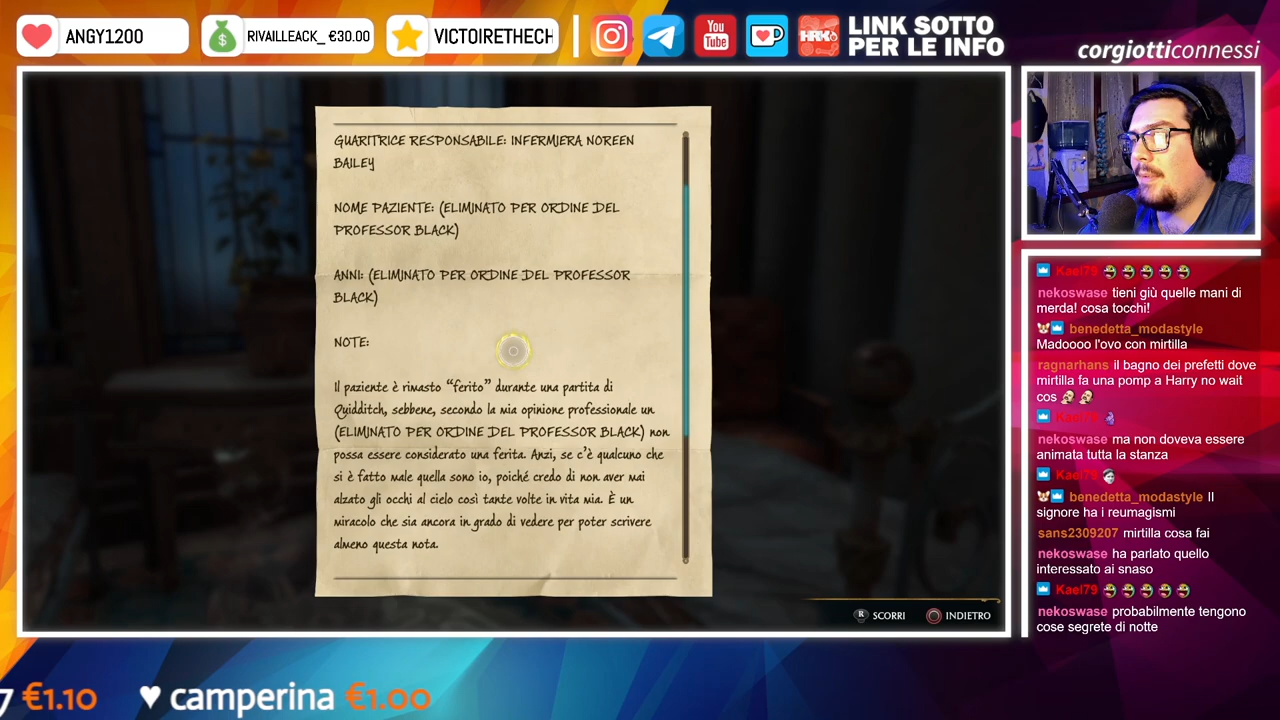 ANGY1200
RIVAILLEACK_ €30.00
VICTOIRETHECH
You
Tube
HRK
LINK SOTTO
PER LE INFO
corgiotticonnessi
GUARITRICE RESPONSABILE: INFERMIERA NOREEN
BAILEY
NOME PAZIENTE: (ELIMINATO PER ORDINE DEL
PROFESSOR BLACK)
ANNI: (ELIMINATO PER ORDINE DEL PROFESSOR
BLACK)
NOTE:
Il paziente è rimasto “ferito” durante una partita di
Quidditch, sebbene, secondo la mia opinione professionale un
(ELIMINATO PER ORDINE DEL PROFESSOR BLACK) non
possa essere considerato una ferita. Anzi, se c’è qualcuno che
si è fatto male quella sono io, poiché credo di non aver mai
alzato gli occhi al cielo così tante volte in vita mia. È un
miracolo che sia ancora in grado di vedere per poter scrivere
almeno questa nota.
R SCORRI
INDIETRO
Kael79
nekoswase tieni giù quelle mani di
merda! cosa tocchi!
benedetta_modastyle
Madoooo l'ovo con mirtilla
ragnarhans il bagno dei prefetti dove
mirtilla fa una pomp a Harry no wait
cos
Kael79
nekoswase ma non doveva essere
animata tutta la stanza
Kael79
benedetta_modastyle Il
signore ha i reumagismi
sans2309207 mirtilla cosa fai
nekoswase ha parlato quello
interessato ai snaso
Kael79
nekoswase probabilmente tengono
cose segrete di notte
7 €1.10
camperina €1.00